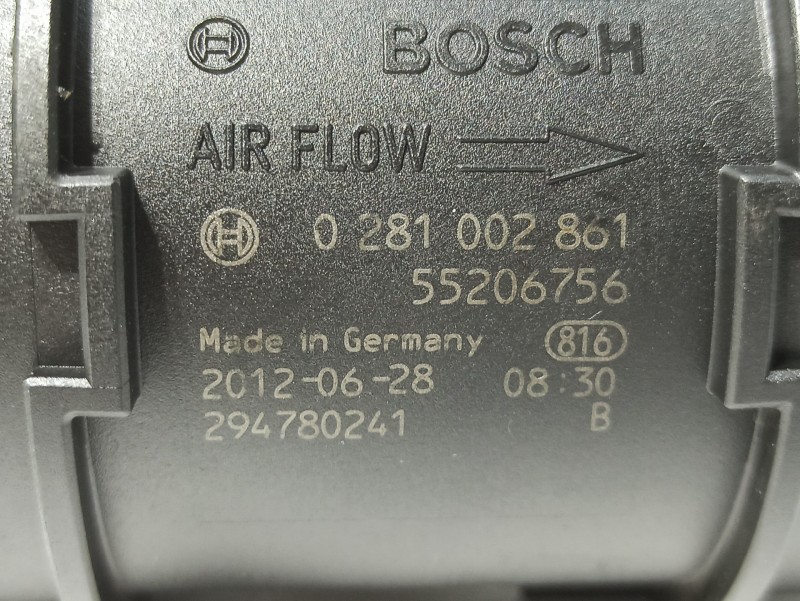 BOSCH
AIR FLOW
0 281 002 861
55206756
Made in Germany 816
2012-06-28 08:30
294780241 B